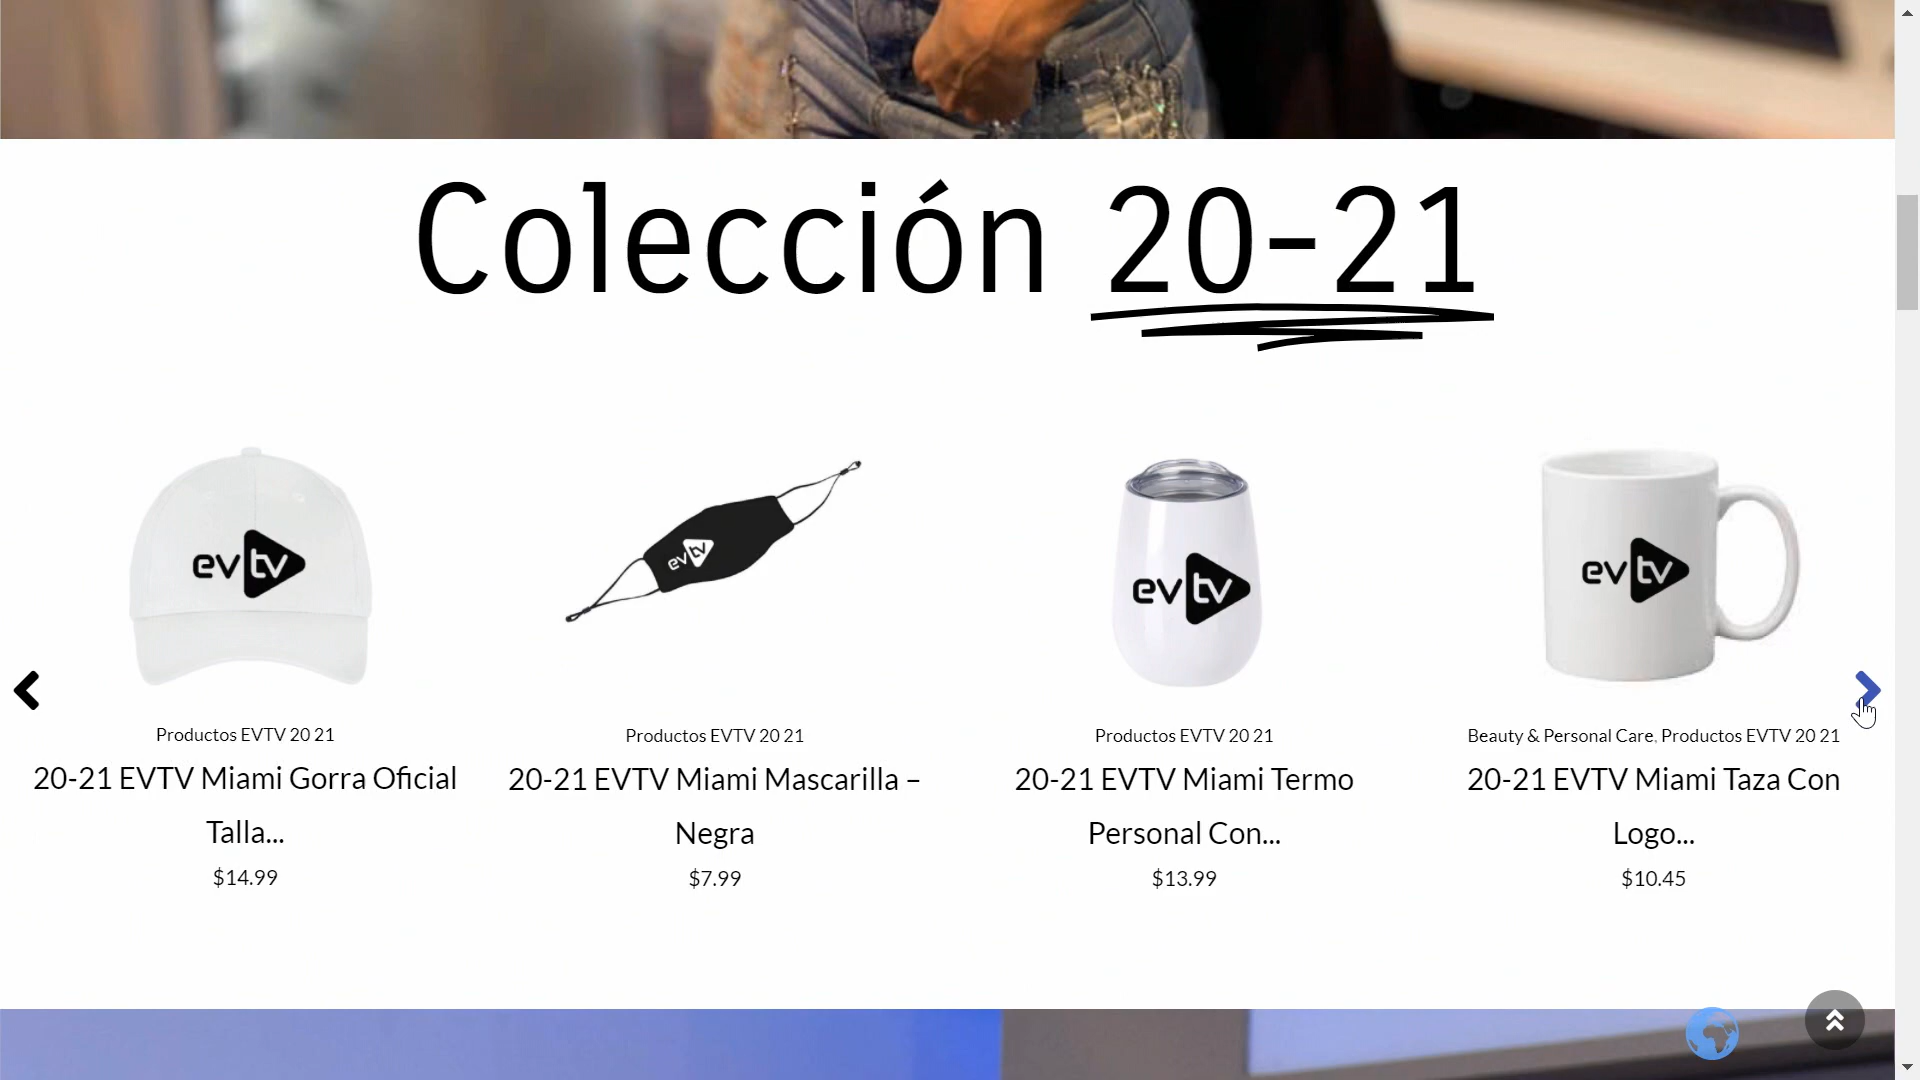 Colección 20-21
evtv
evtv
evtv
evtv
Productos EVTV 20 21
20-21 EVTV Miami Gorra Oficial
Talla...
$14.99
Productos EVTV 20 21
20-21 EVTV Miami Mascarilla –
Negra
$7.99
Productos EVTV 20 21
20-21 EVTV Miami Termo
Personal Con...
$13.99
Beauty & Personal Care, Productos EVTV 20 21
20-21 EVTV Miami Taza Con
Logo...
$10.45